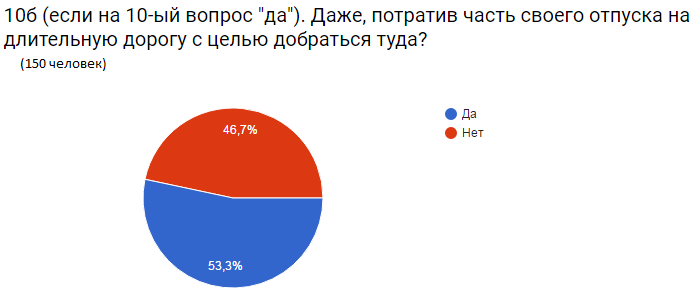 10б (если на 10-ый вопрос "да"). Даже, потратив часть своего отпуска на
длительную дорогу с целью добраться туда?
(150 человек)
Да
Нет
46,7%
53,3%